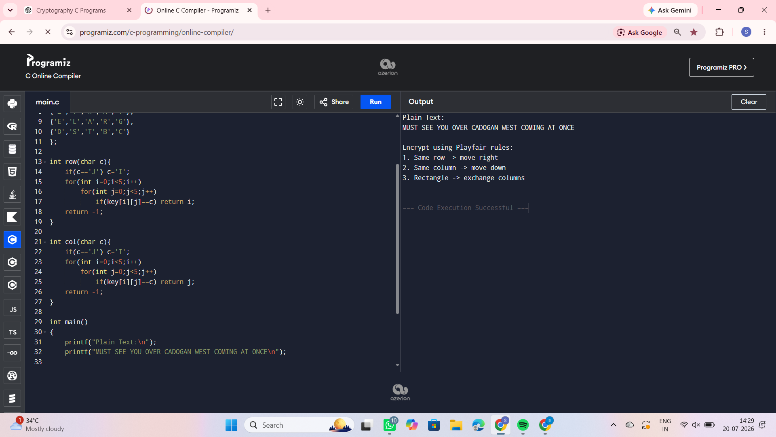 Cryptography C Programs
Online C Compiler - Programiz
Ask Gemini
programiz.com/c-programming/online-compiler/
Ask Google
S
Programiz
C Online Compiler
azerion
Programiz PRO
main.c
Share
Run
Output
Clear
9 {'E','L','A','R','G'},
10 {'D','S','T','B','C'}
11 };
12
13 int row(char c){
14 if(c=='J') c='I';
15 for(int i=0;i<5;i++)
16 for(int j=0;j<5;j++)
17 if(key[i][j]==c) return i;
18 return -1;
19 }
20
21 int col(char c){
22 if(c=='J') c='I';
23 for(int i=0;i<5;i++)
24 for(int j=0;j<5;j++)
25 if(key[i][j]==c) return j;
26 return -1;
27 }
28
29 int main()
30 {
31 printf("Plain Text:\n");
32 printf("MUST SEE YOU OVER CADOGAN WEST COMING AT ONCE\n");
33
Plain Text:
MUST SEE YOU OVER CADOGAN WEST COMING AT ONCE
Encrypt using Playfair rules:
1. Same row -> move right
2. Same column -> move down
3. Rectangle -> exchange columns
=== Code Execution Successful ===
JS
TS
azerion
34°C
Mostly cloudy
Search
ENG
IN
14:29
20-07-2026